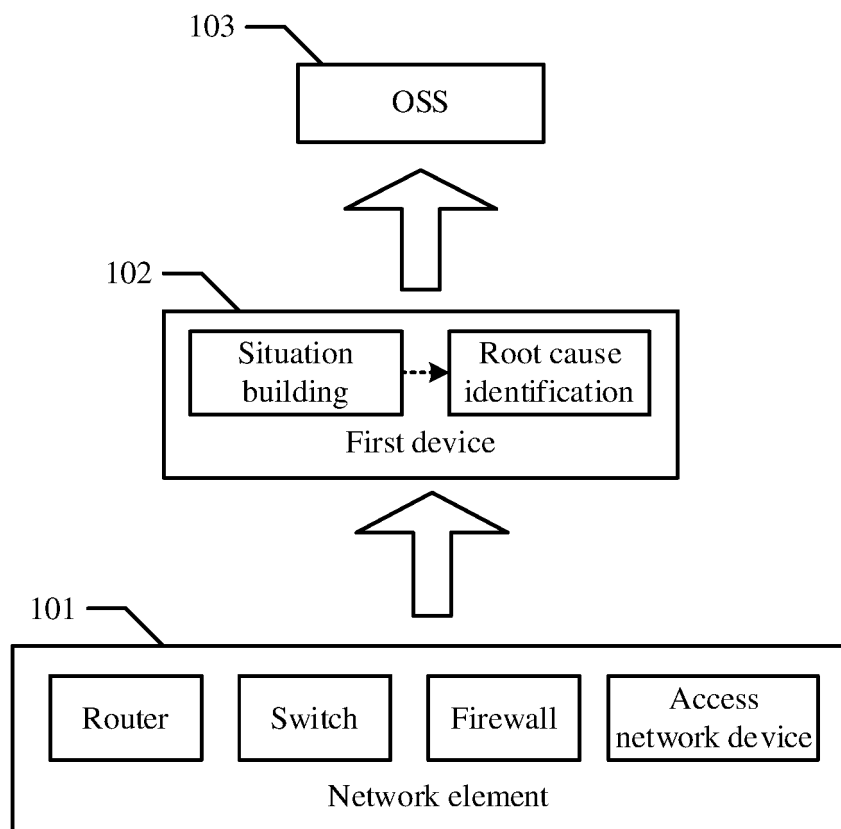 103
OSS
102
Situation
building
Root cause
identification
First device
101
Router
Switch
Firewall
Access
network device
Network element